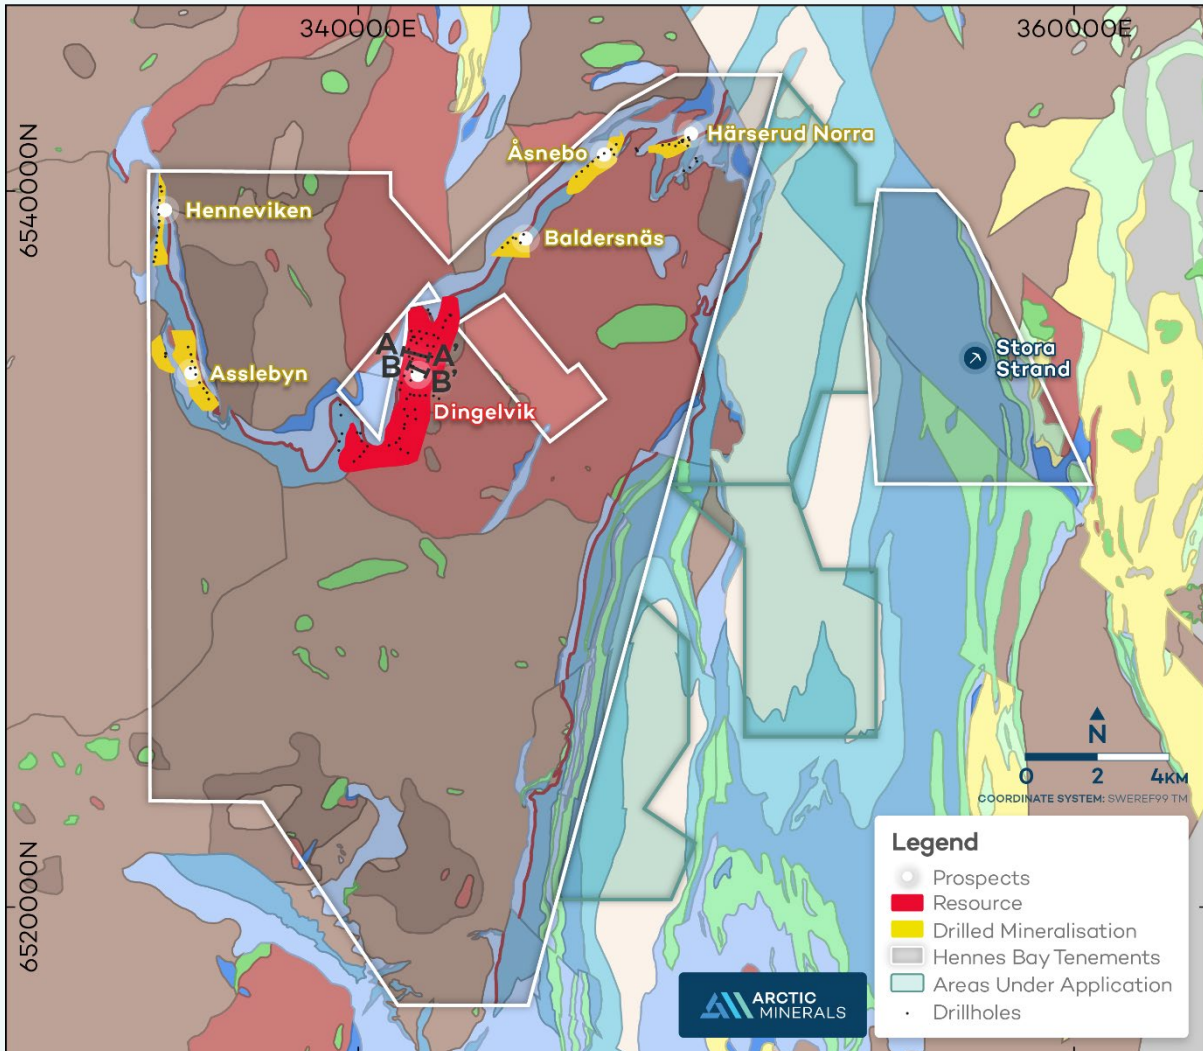 340000E
360000E
6540000N
6520000N
Härserud Norra
Åsnebo
Henneviken
Baldersnäs
A A'
B B'
Stora
Strand
Asslebyn
Dingelvik
N
0 2 4KM
COORDINATE SYSTEM: SWEREF99 TM
Legend
Prospects
Resource
Drilled Mineralisation
Hennes Bay Tenements
Areas Under Application
Drillholes
ARCTIC
MINERALS